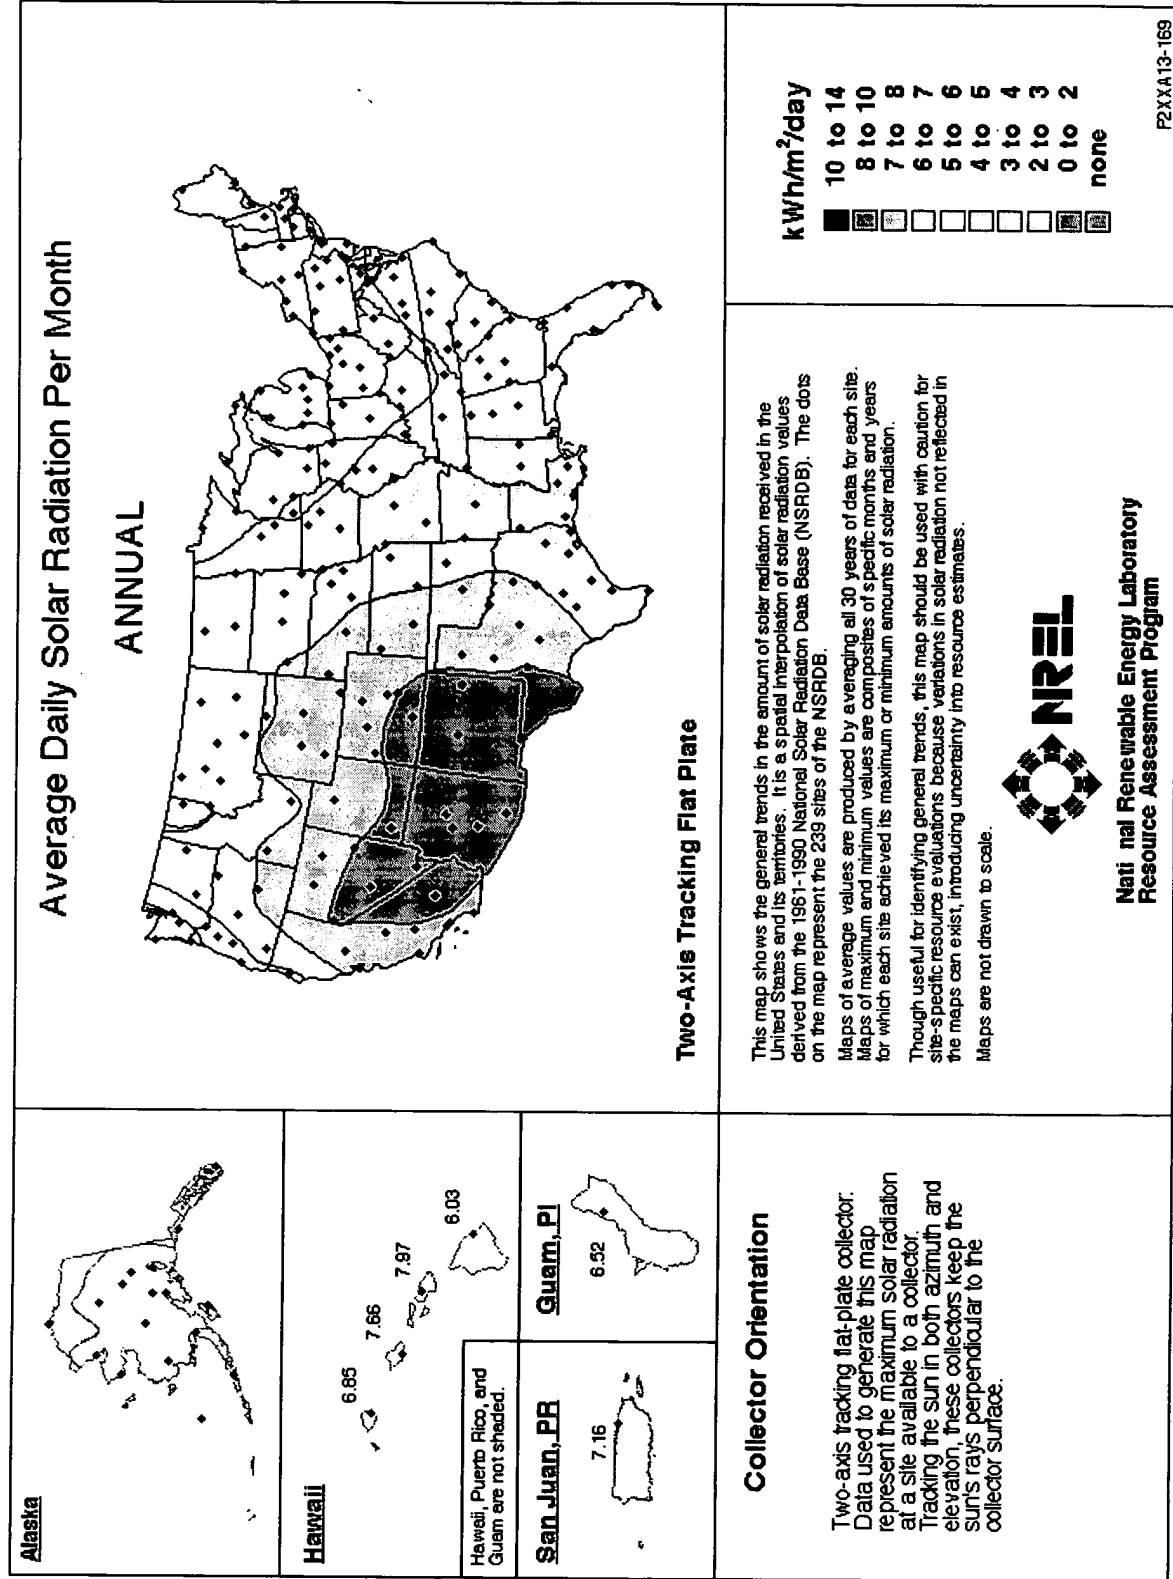 Average Daily Solar Radiation Per Month
ANNUAL
Alaska
Hawaii
6.85
7.66
7.97
6.03
Hawaii, Puerto Rico, and
Guam are not shaded.
San Juan, PR
7.16
Guam, PI
6.52
Two-Axis Tracking Flat Plate
Collector Orientation
Two-axis tracking flat-plate collector:
Data used to generate this map
represent the maximum solar radiation
at a site available to a collector.
Tracking the sun in both azimuth and
elevation, these collectors keep the
sun's rays perpendicular to the
collector surface.
This map shows the general trends in the amount of solar radiation received in the
United States and its territories. It is a spatial interpolation of solar radiation values
derived from the 1961-1990 National Solar Radiation Data Base (NSRDB). The dots
on the map represent the 239 sites of the NSRDB.
Maps of average values are produced by averaging all 30 years of data for each site.
Maps of maximum and minimum values are composites of specific months and years
for which each site achieved its maximum or minimum amounts of solar radiation.
Though useful for identifying general trends, this map should be used with caution for
site-specific resource evaluations because variations in solar radiation not reflected in
the maps can exist, introducing uncertainty into resource estimates.
Maps are not drawn to scale.
NREL
Nati nal Renewable Energy Laboratory
Resource Assessment Program
kWh/m²/day
10 to 14
8 to 10
7 to 8
6 to 7
5 to 6
4 to 5
3 to 4
2 to 3
0 to 2
none
P2XXA13-169